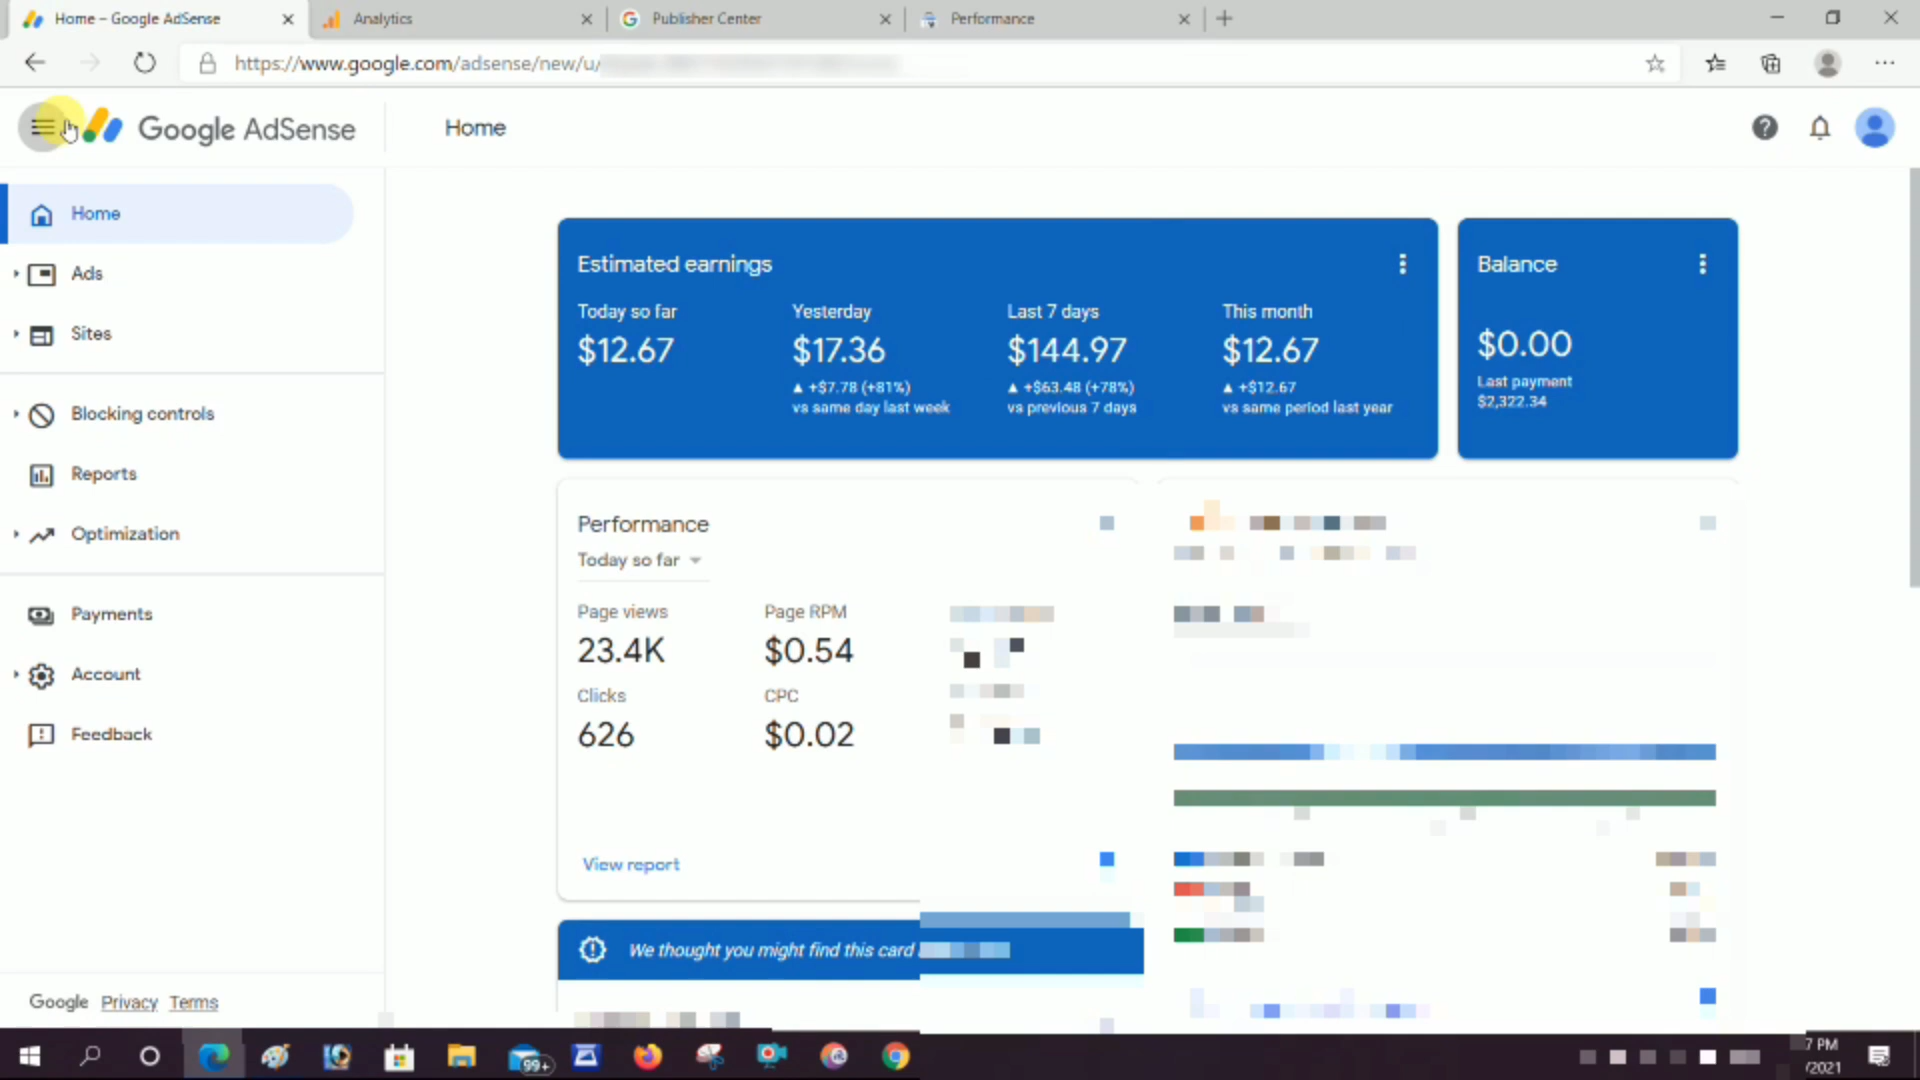 Home – Google AdSense
Analytics
Publisher Center
Performance
https://www.google.com/adsense/new/u/
Google AdSense
Home
Home
Ads
Sites
Blocking controls
Reports
Optimization
Payments
Account
Feedback
Google Privacy Terms
Estimated earnings
Today so far
$12.67
Yesterday
$17.36
+$7.78 (+81%)
vs same day last week
Last 7 days
$144.97
+$63.48 (+78%)
vs previous 7 days
This month
$12.67
+$12.67
vs same period last year
Balance
$0.00
Last payment
$2,322.34
Performance
Today so far
Page views
23.4K
Page RPM
$0.54
Clicks
626
CPC
$0.02
View report
We thought you might find this card
99+
7 PM
/2021